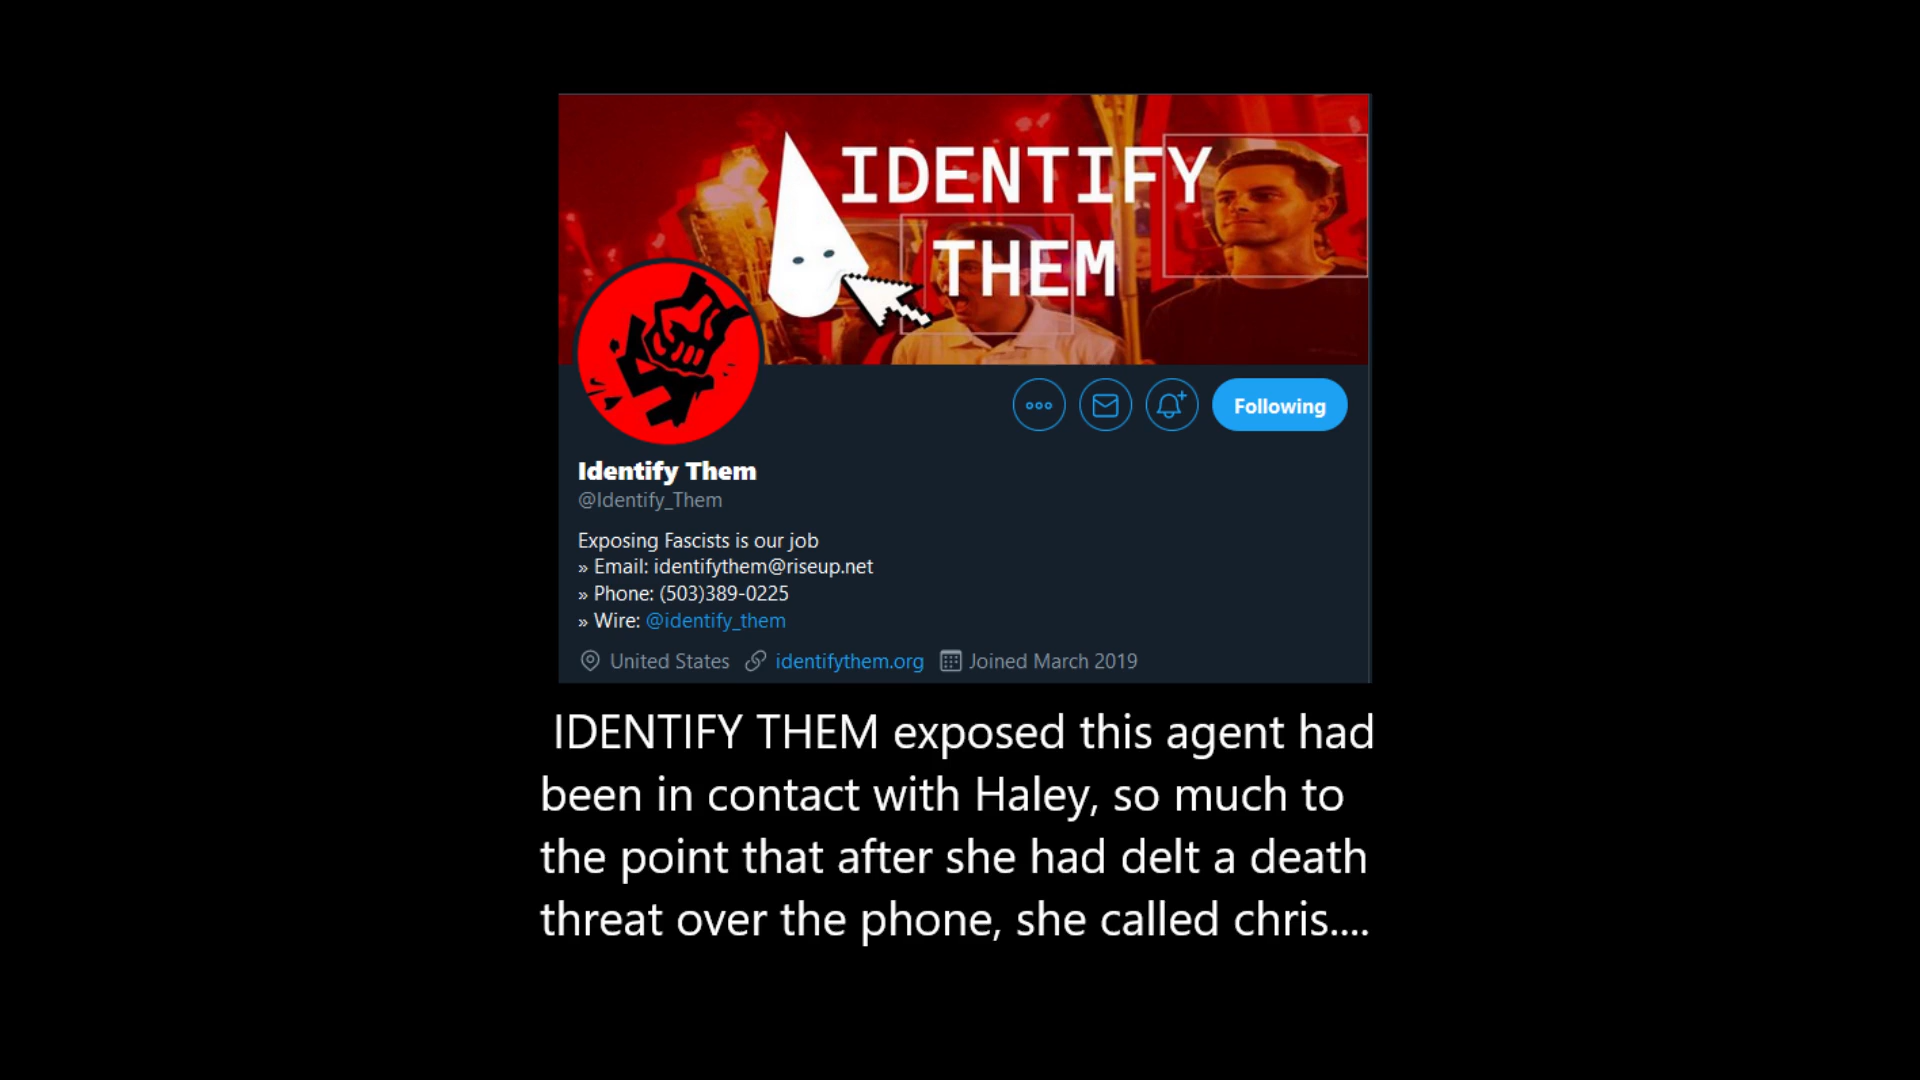 IDENTIFY
THEM
Following
Identify Them
@Identify_Them
Exposing Fascists is our job
» Email: identifythem@riseup.net
» Phone: (503)389-0225
» Wire: @identify_them
United States identifythem.org Joined March 2019
IDENTIFY THEM exposed this agent had
been in contact with Haley, so much to
the point that after she had delt a death
threat over the phone, she called chris....